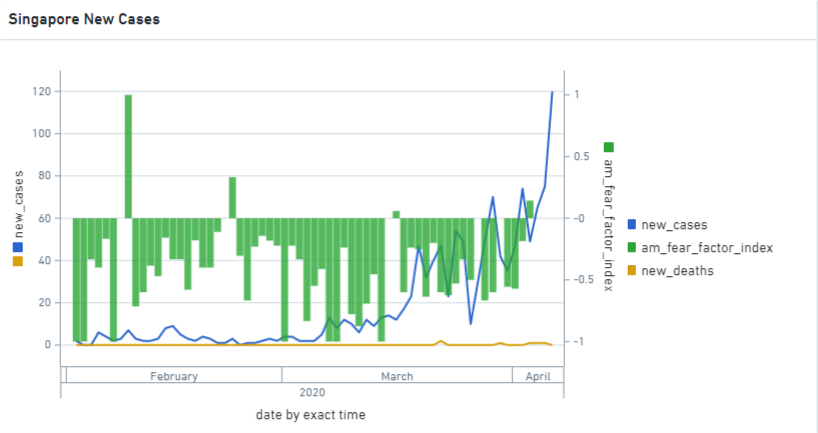 Singapore New Cases
120
100
80
60
40
20
0
new_cases
1
0.5
-0
-0.5
-1
am_fear_factor_index
new_cases
am_fear_factor_index
new_deaths
February
March
April
2020
date by exact time